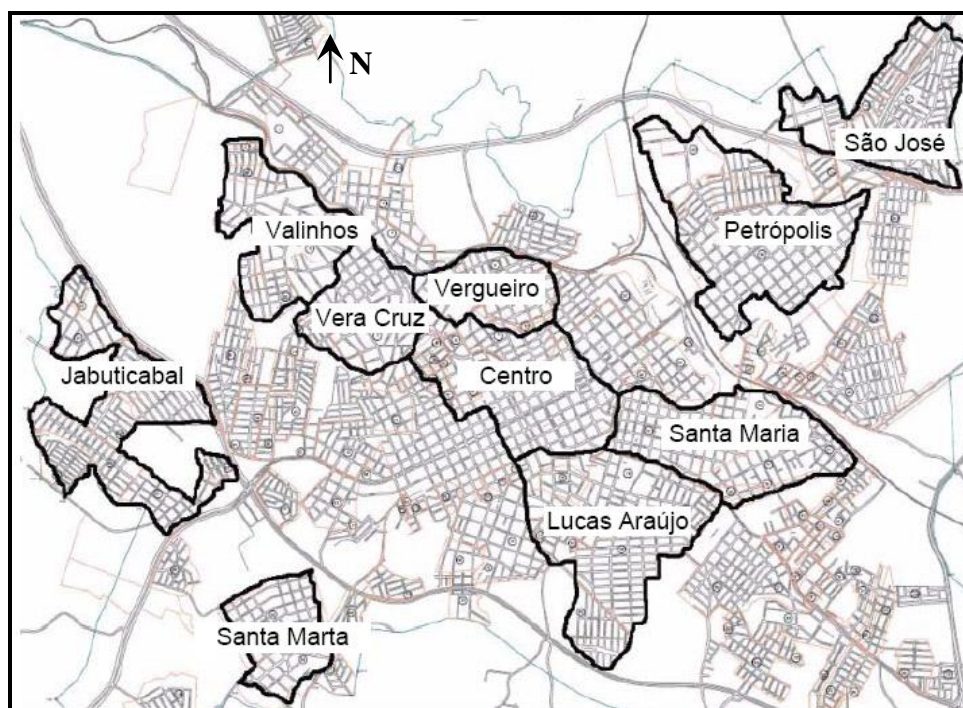 N
São José
Valinhos
Petrópolis
Vergueiro
Vera Cruz
Jabuticabal
Centro
Santa Maria
Lucas Araújo
Santa Marta